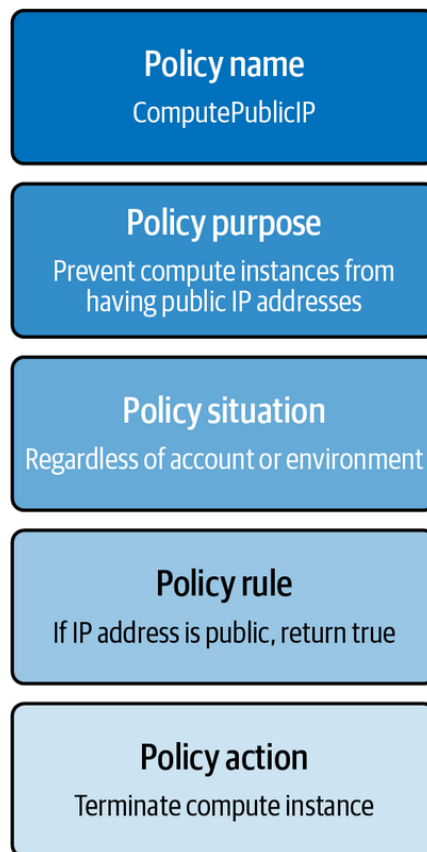 Policy name
ComputePublicIP
Policy purpose
Prevent compute instances from
having public IP addresses
Policy situation
Regardless of account or environment
Policy rule
If IP address is public, return true
Policy action
Terminate compute instance